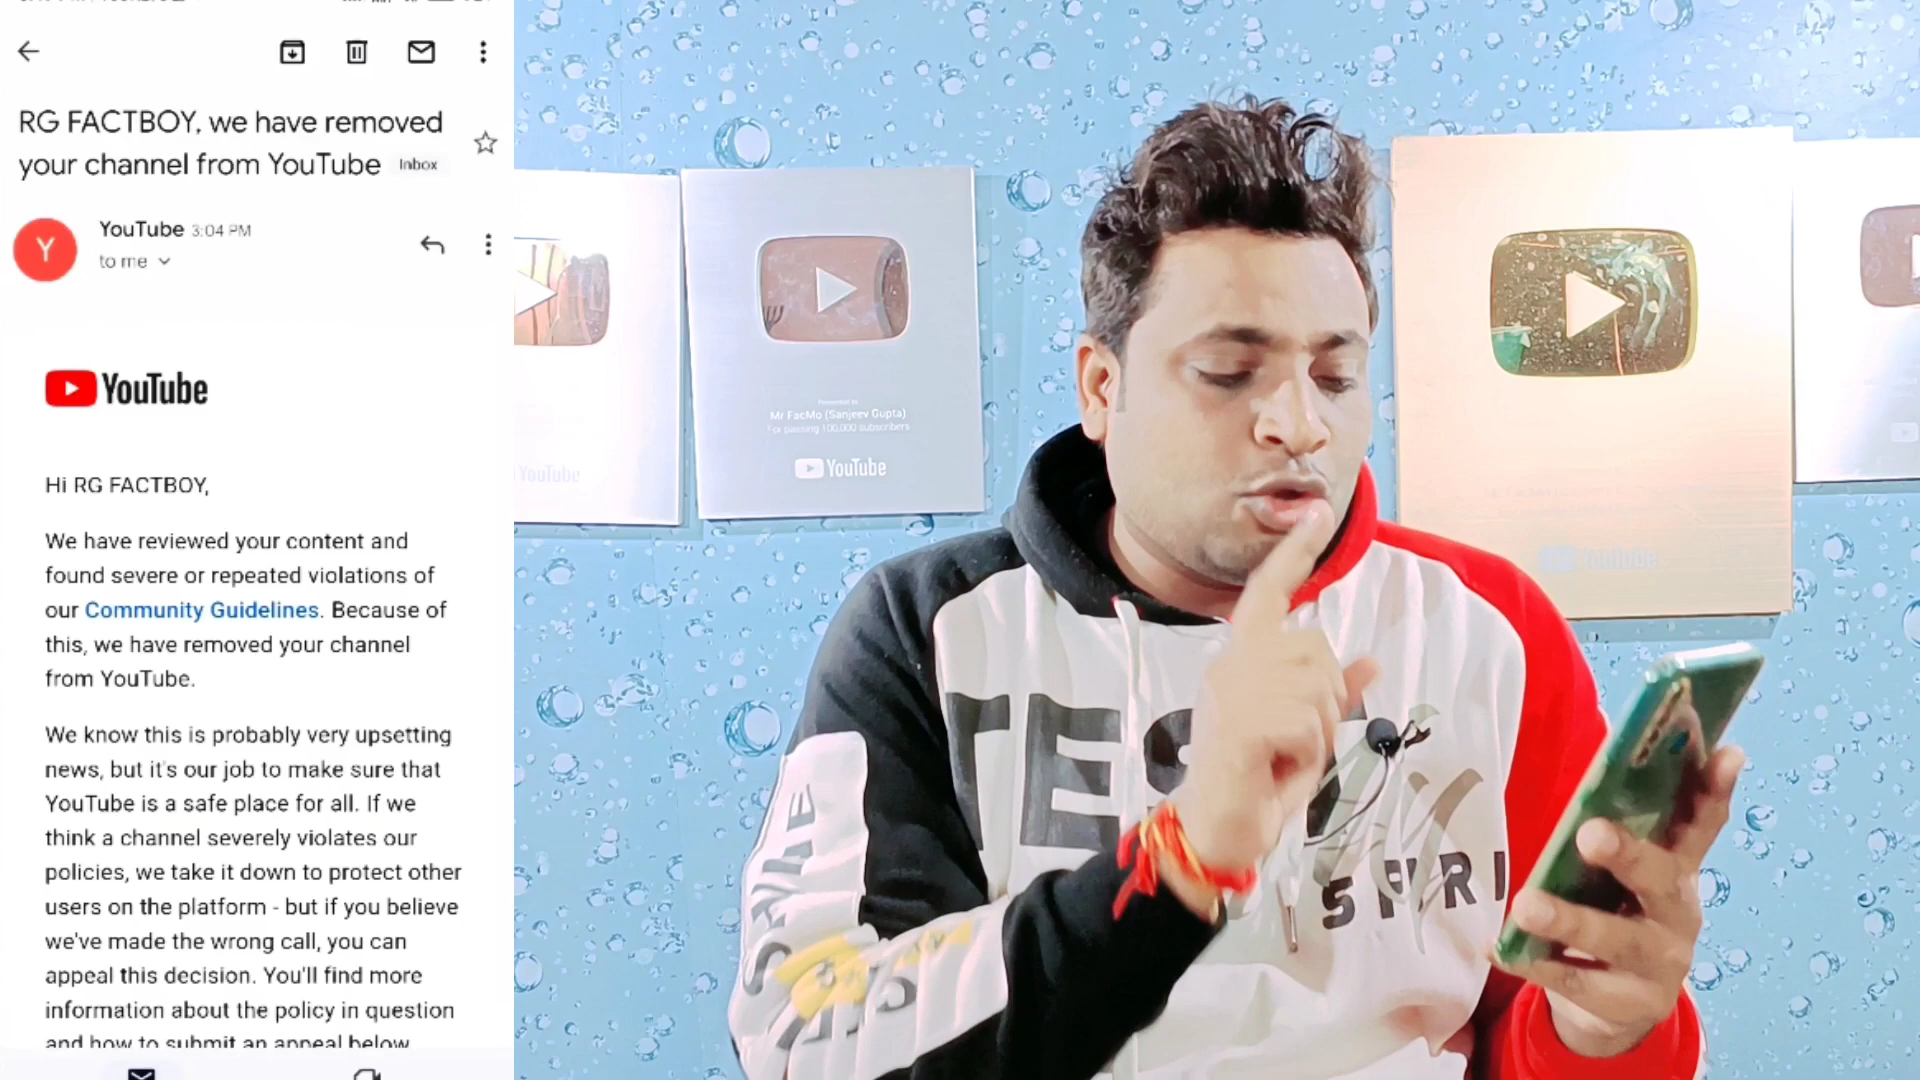 RG FACTBOY, we have removed
your channel from YouTube Inbox
Y
YouTube 3:04 PM
to me
YouTube
Hi RG FACTBOY,
We have reviewed your content and
found severe or repeated violations of
our Community Guidelines. Because of
this, we have removed your channel
from YouTube.
We know this is probably very upsetting
news, but it's our job to make sure that
YouTube is a safe place for all. If we
think a channel severely violates our
policies, we take it down to protect other
users on the platform - but if you believe
we've made the wrong call, you can
appeal this decision. You'll find more
information about the policy in question
and how to submit an appeal below.
YouTube
Presented to
Mr FacMo (Sanjeev Gupta)
For passing 100,000 subscribers
YouTube
YouTube